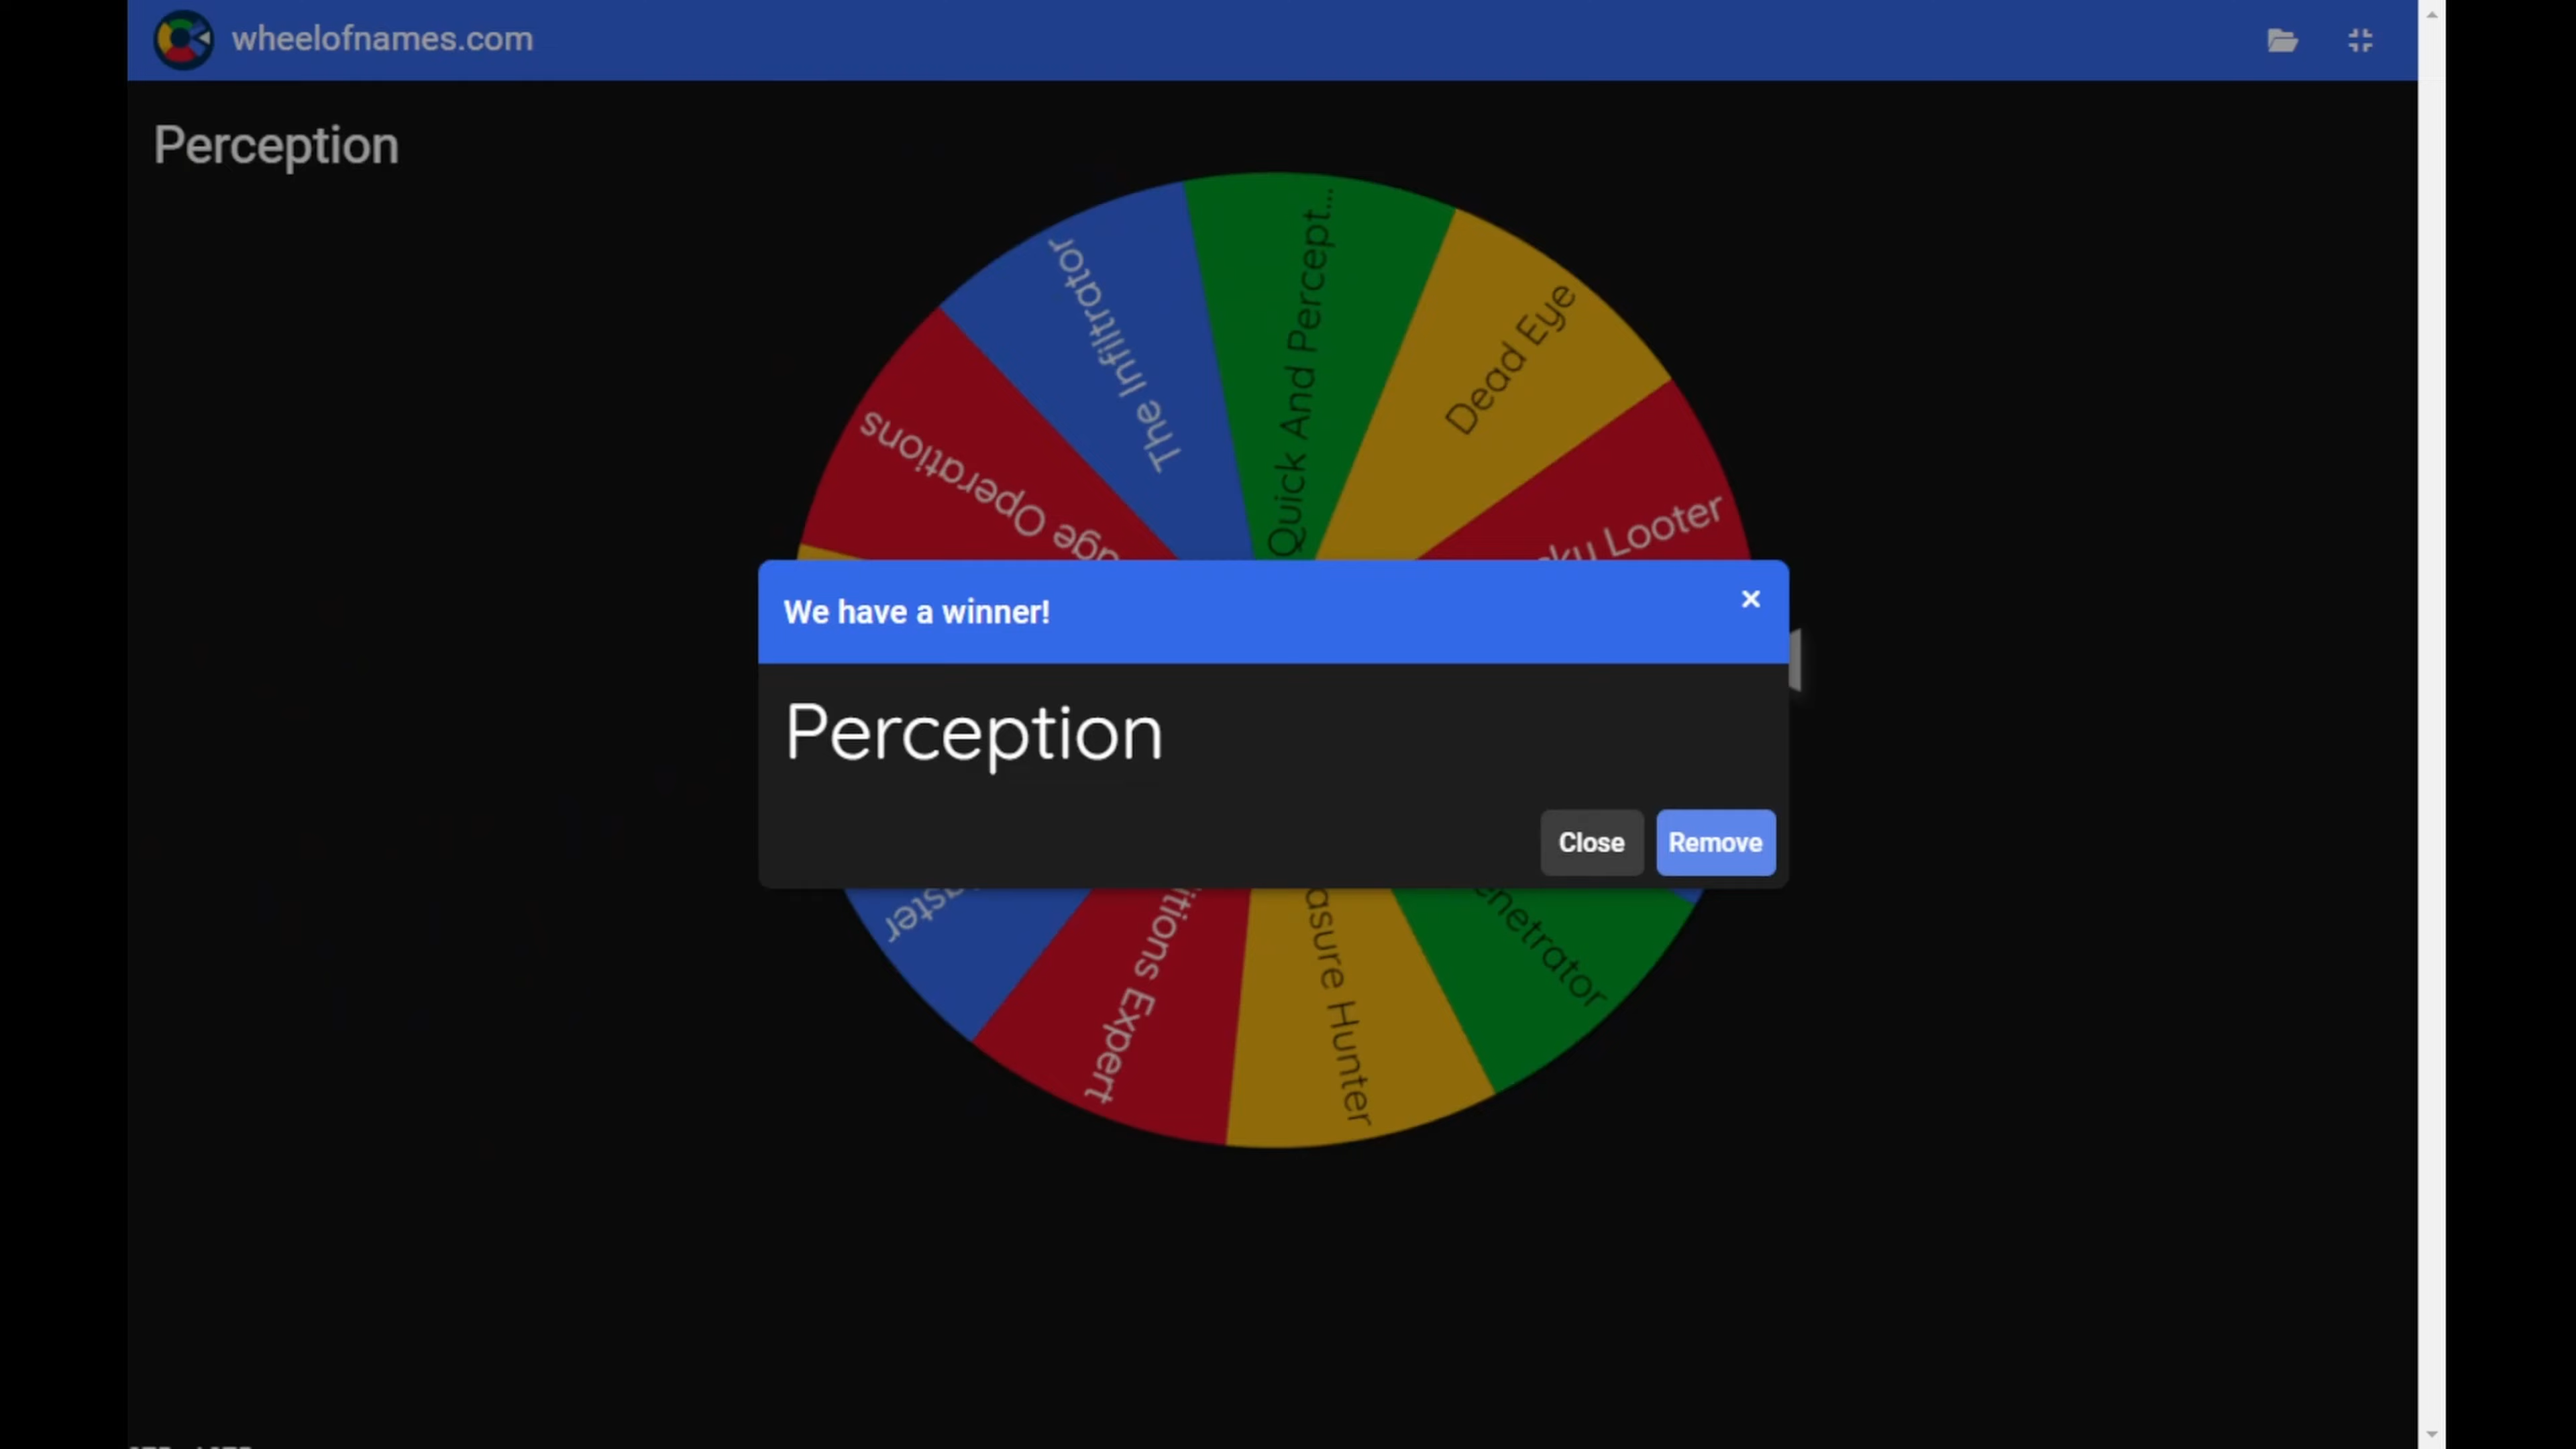 wheelofnames.com
Perception
The Infiltrator
Quick And Percept...
Dead Eye
Operations
Looter
We have a winner!
Perception
Close
Remove
Expert
Hunter